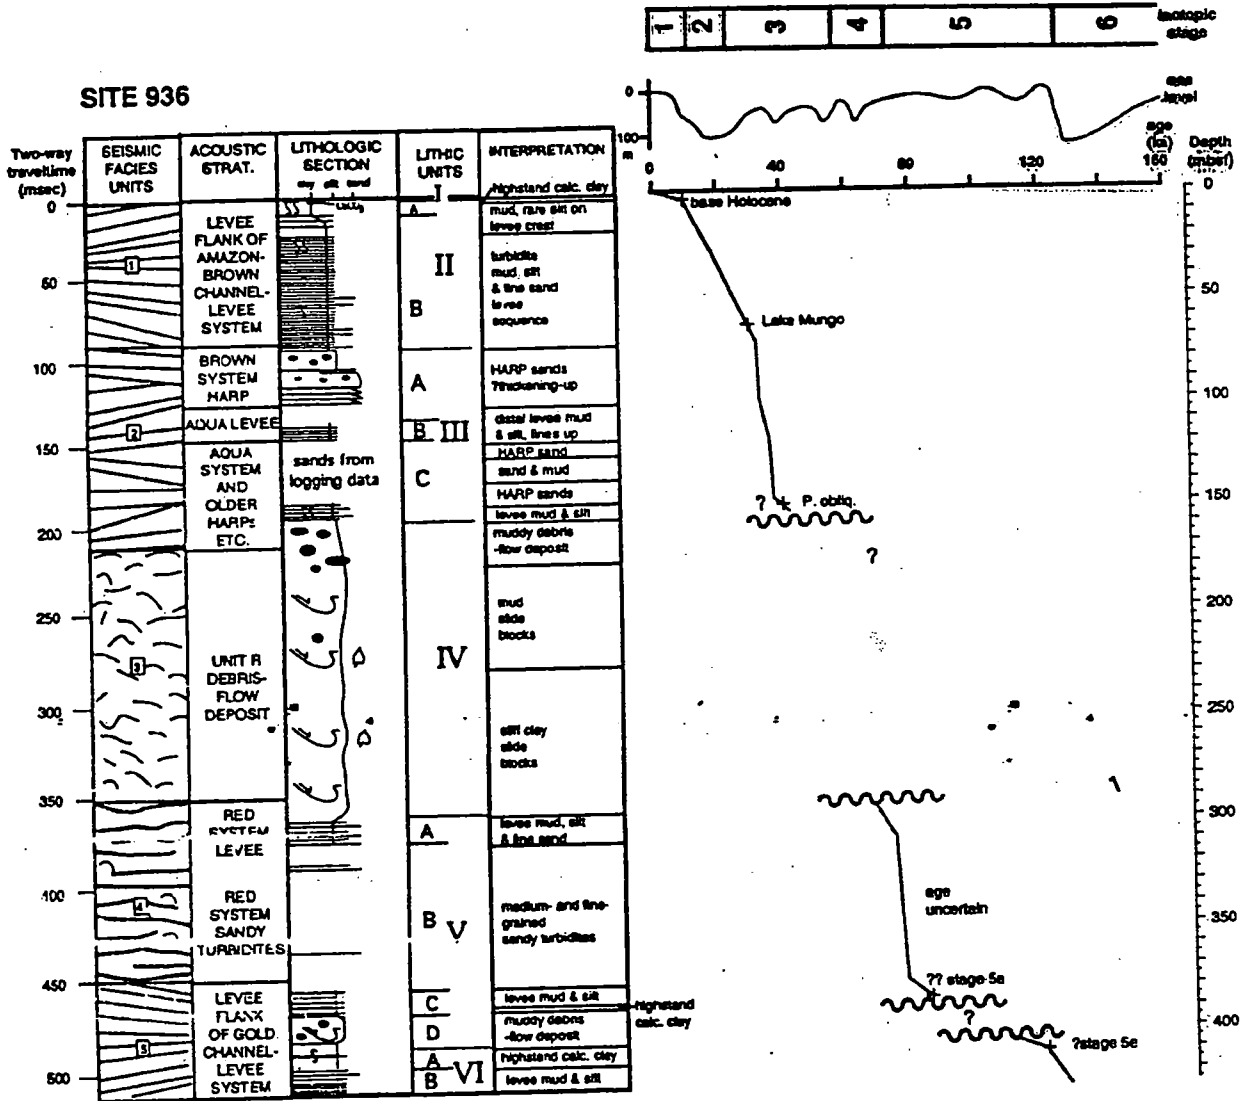 1 2 3 4 5 6
Isotopic
stage
SITE 936
0
100
m
sea
level
age
(ka)
0 40 80 120 160
Depth
(mbsf)
Two-way
traveltime
(msec)
SEISMIC
FACIES
UNITS
ACOUSTIC
STRAT.
LITHOLOGIC
SECTION
clay silt sand
CaCO3
LITHIC
UNITS
INTERPRETATION
0
50
100
150
200
250
300
350
400
450
500
1
2
3
4
5
LEVEE
FLANK OF
AMAZON-
BROWN
CHANNEL-
LEVEE
SYSTEM
BROWN
SYSTEM
HARP
AQUA LEVEE
AQUA
SYSTEM
AND
OLDER
HARPs
ETC.
UNIT R
DEBRIS-
FLOW
DEPOSIT
RED
SYSTEM
LEVEE
RED
SYSTEM
SANDY
TURBIDITES
LEVEE
FLANK
OF GOLD
CHANNEL-
LEVEE
SYSTEM
sands from
logging data
I
A
II
B
A
B III
C
IV
A
B V
C
D
A
B VI
highstand calc. clay
mud, rare silt on
levee crest
turbidite
mud, silt
& fine sand
levee
sequence
HARP sands
?thickening-up
distal levee mud
& silt, fines up
HARP sand
sand & mud
HARP sands
levee mud & silt
muddy debris
-flow deposit
mud
slide
blocks
stiff clay
slide
blocks
levee mud, silt
& fine sand
medium- and fine-
grained
sandy turbidites
levee mud & silt
highstand
calc. clay
muddy debris
-flow deposit
highstand calc. clay
levee mud & silt
base Holocene
Lake Mungo
? P. obliq.
?
age
uncertain
?? stage 5a
?
?stage 5e
0
50
100
150
200
250
300
350
400